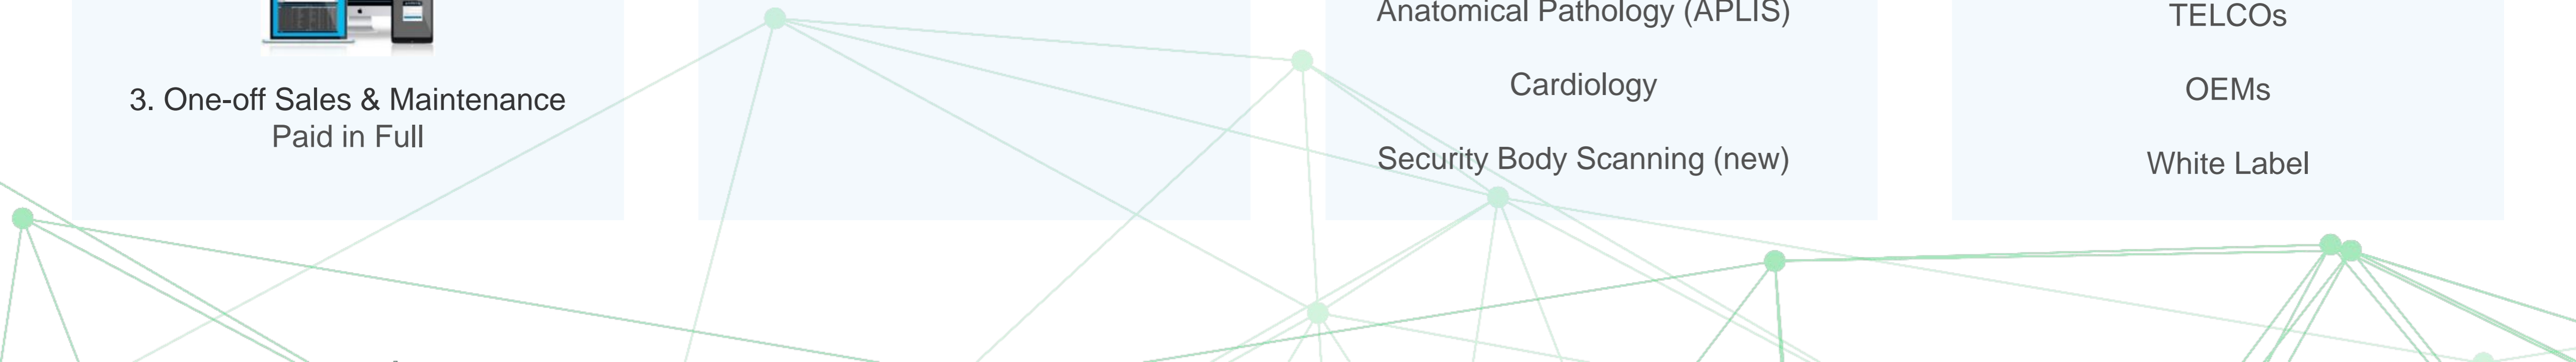 3. One-off Sales & Maintenance
Paid in Full
Anatomical Pathology (APLIS)
Cardiology
Security Body Scanning (new)
TELCOs
OEMs
White Label